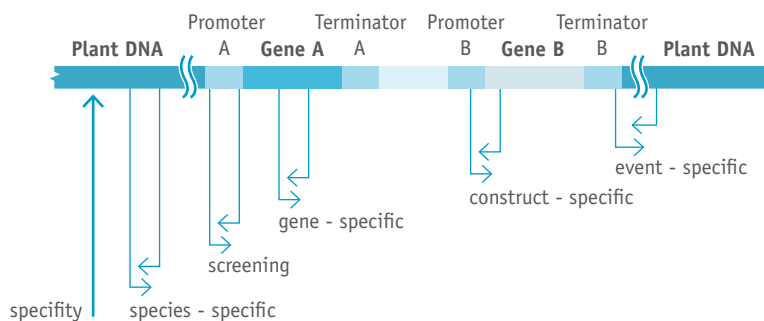 Promoter Terminator Promoter Terminator
Plant DNA A Gene A A B Gene B B Plant DNA
event - specific
construct - specific
gene - specific
screening
specifity species - specific